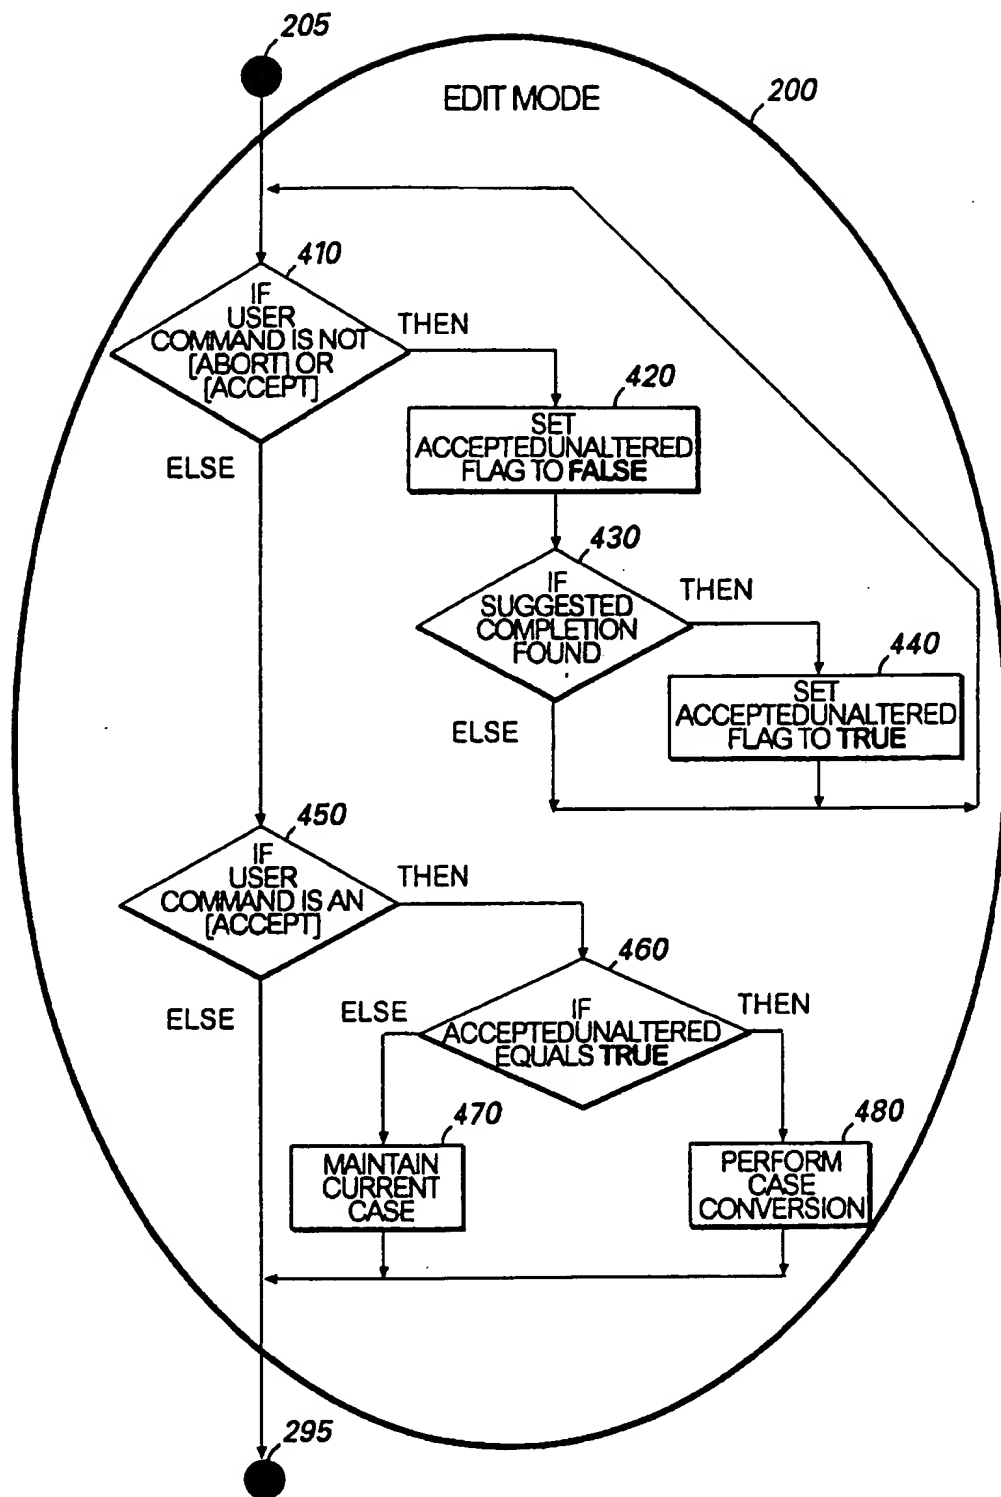 205
EDIT MODE
200
410
IF
USER
COMMAND IS NOT
[ABORT] OR
[ACCEPT]
THEN
ELSE
420
SET
ACCEPTEDUNALTERED
FLAG TO FALSE
430
IF
SUGGESTED
COMPLETION
FOUND
THEN
ELSE
440
SET
ACCEPTEDUNALTERED
FLAG TO TRUE
450
IF
USER
COMMAND IS AN
[ACCEPT]
THEN
ELSE
460
IF
ACCEPTEDUNALTERED
EQUALS TRUE
ELSE
THEN
470
MAINTAIN
CURRENT
CASE
480
PERFORM
CASE
CONVERSION
295